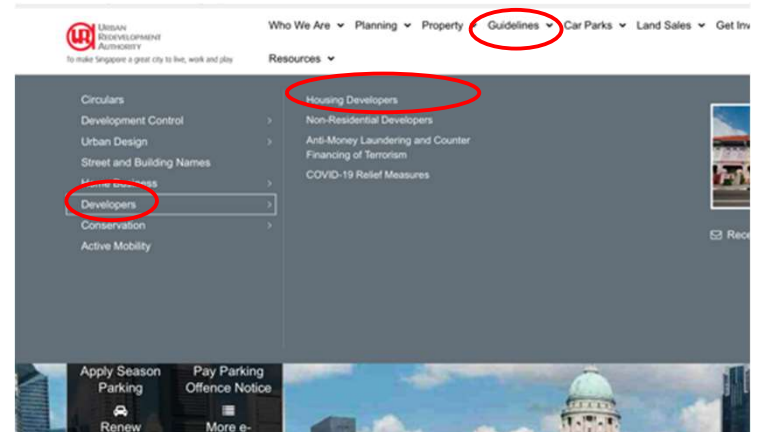 URBAN
REDEVELOPMENT
AUTHORITY
To make Singapore a great city to live, work and play
Who We Are Planning Property Guidelines Car Parks Land Sales Get Inv
Resources
Circulars
Development Control
Urban Design
Street and Building Names
Home Business
Developers
Conservation
Active Mobility
Housing Developers
Non-Residential Developers
Anti-Money Laundering and Counter
Financing of Terrorism
COVID-19 Relief Measures
Rece
Apply Season
Parking
Pay Parking
Offence Notice
Renew
More e-